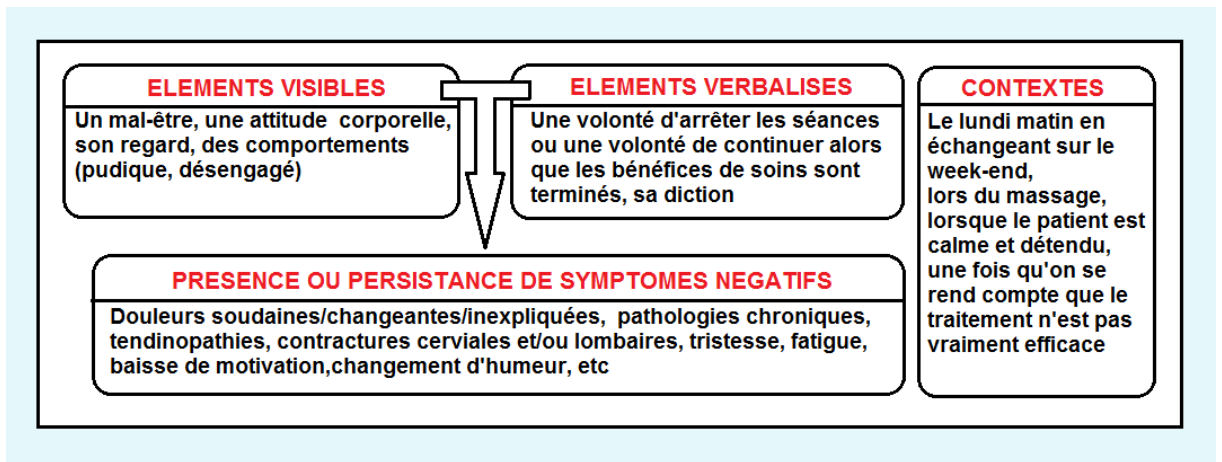 ELEMENTS VISIBLES
Un mal-être, une attitude corporelle,
son regard, des comportements
(pudique, désengagé)
ELEMENTS VERBALISES
Une volonté d'arrêter les séances
ou une volonté de continuer alors
que les bénéfices de soins sont
terminés, sa diction
CONTEXTES
Le lundi matin en
échangeant sur le
week-end,
lors du massage,
lorsque le patient est
calme et détendu,
une fois qu'on se
rend compte que le
traitement n'est pas
vraiment efficace
PRESENCE OU PERSISTANCE DE SYMPTOMES NEGATIFS
Douleurs soudaines/changeantes/inexpliquées, pathologies chroniques,
tendinopathies, contractures cerviales et/ou lombaires, tristesse, fatigue,
baisse de motivation,changement d'humeur, etc